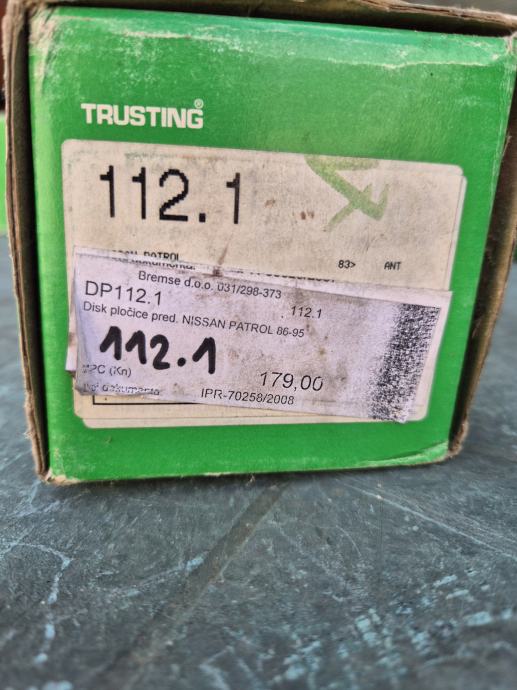 TRUSTING®
112.1
PATROL
83> ANT
Bremse d.o.o. 031/298-373
DP112.1 112.1
Disk pločice pred. NISSAN PATROL 86-95
112.1
(Kn) 179,00
IPR-70258/2008